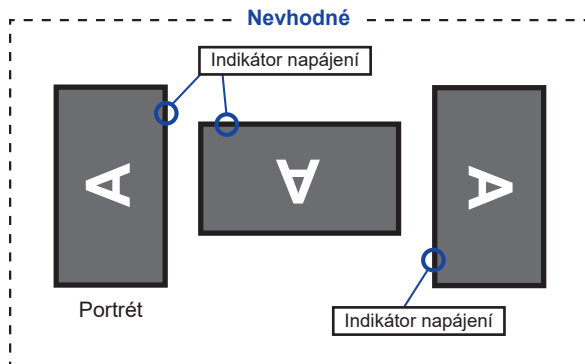 Nevhodné
Indikátor napájení
A
A
A
Portrét
Indikátor napájení